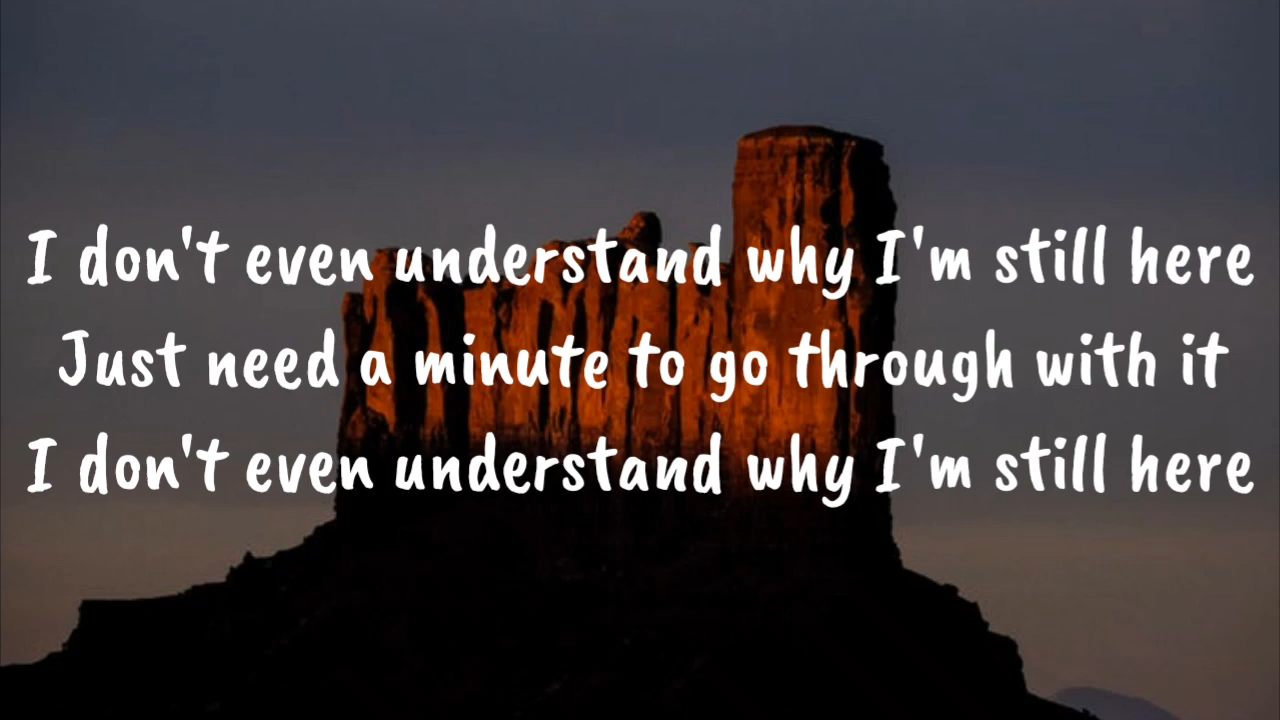 I don't even understand why I'm still here
Just need a minute to go through with it
I don't even understand why I'm still here